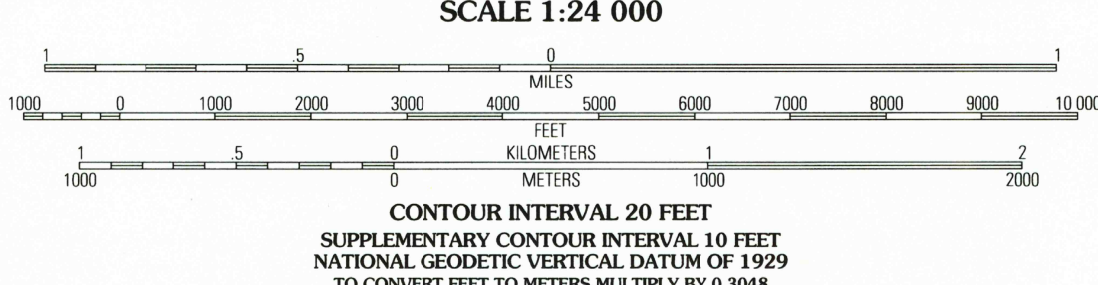 SCALE 1:24 000
1 .5 0 1
MILES
1000 0 1000 2000 3000 4000 5000 6000 7000 8000 9000 10 000
FEET
1 .5 0 KILOMETERS 1 2
1000 0 METERS 1000 2000
CONTOUR INTERVAL 20 FEET
SUPPLEMENTARY CONTOUR INTERVAL 10 FEET
NATIONAL GEODETIC VERTICAL DATUM OF 1929
TO CONVERT FEET TO METERS MULTIPLY BY 0.3048